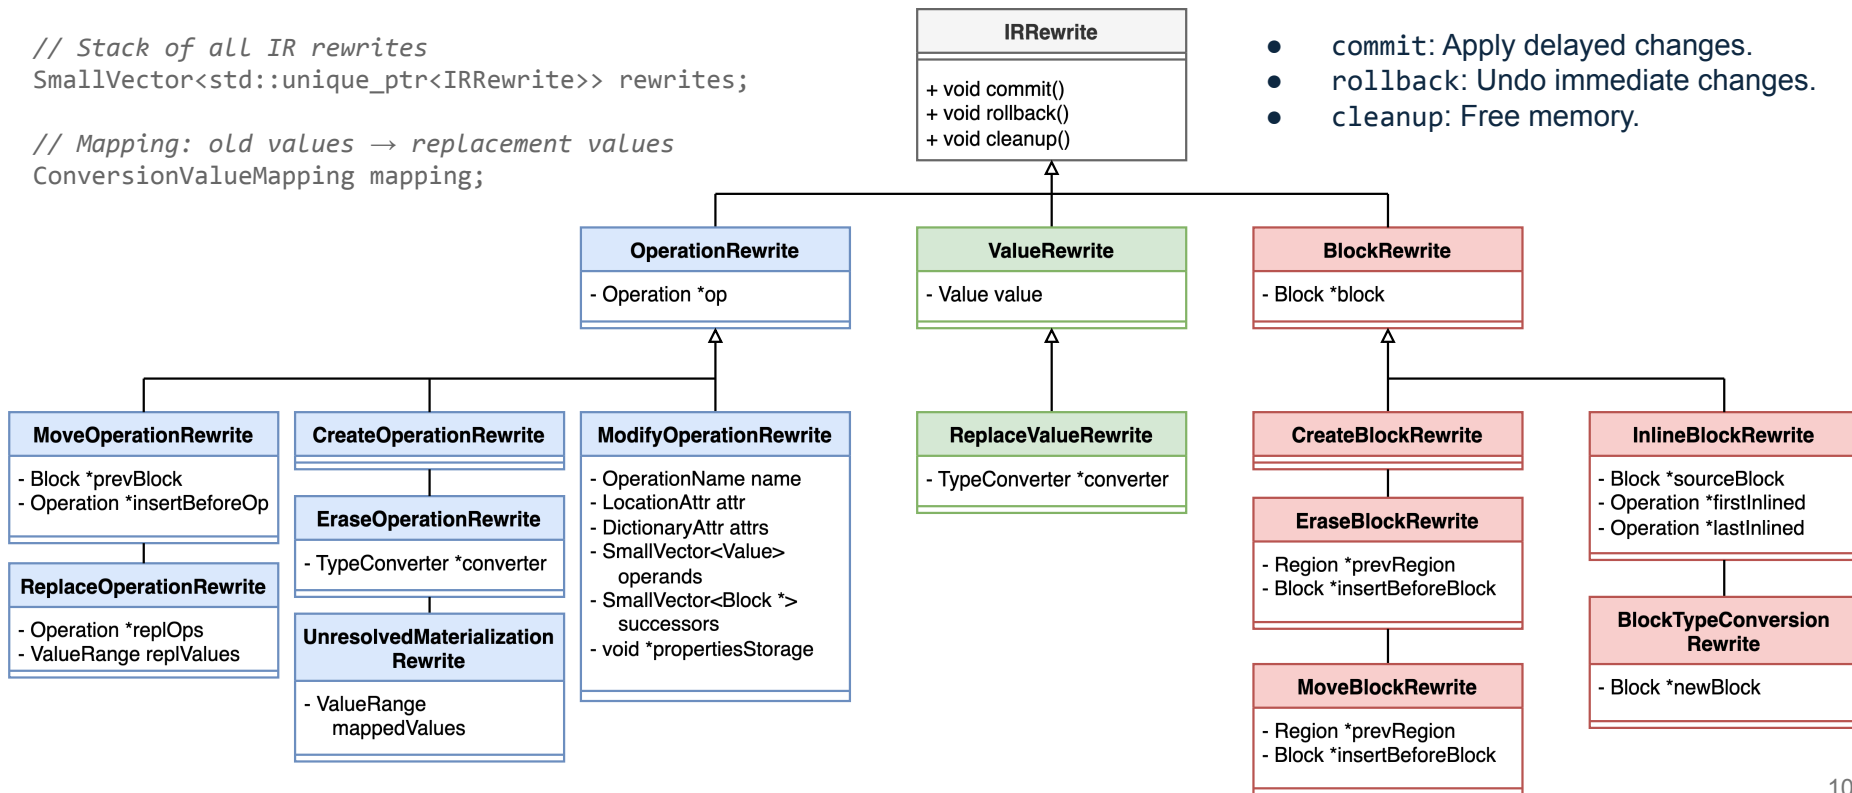 // Stack of all IR rewrites
SmallVector<std::unique_ptr<IRRewrite>> rewrites;
// Mapping: old values → replacement values
ConversionValueMapping mapping;
IRRewrite
+ void commit()
+ void rollback()
+ void cleanup()
● commit: Apply delayed changes.
● rollback: Undo immediate changes.
● cleanup: Free memory.
OperationRewrite
- Operation *op
ValueRewrite
- Value value
BlockRewrite
- Block *block
MoveOperationRewrite
- Block *prevBlock
- Operation *insertBeforeOp
ReplaceOperationRewrite
- Operation *replOps
- ValueRange replValues
CreateOperationRewrite
EraseOperationRewrite
- TypeConverter *converter
UnresolvedMaterialization
Rewrite
- ValueRange
mappedValues
ModifyOperationRewrite
- OperationName name
- LocationAttr attr
- DictionaryAttr attrs
- SmallVector<Value>
operands
- SmallVector<Block *>
successors
- void *propertiesStorage
ReplaceValueRewrite
- TypeConverter *converter
CreateBlockRewrite
EraseBlockRewrite
- Region *prevRegion
- Block *insertBeforeBlock
MoveBlockRewrite
- Region *prevRegion
- Block *insertBeforeBlock
InlineBlockRewrite
- Block *sourceBlock
- Operation *firstInlined
- Operation *lastInlined
BlockTypeConversion
Rewrite
- Block *newBlock
10